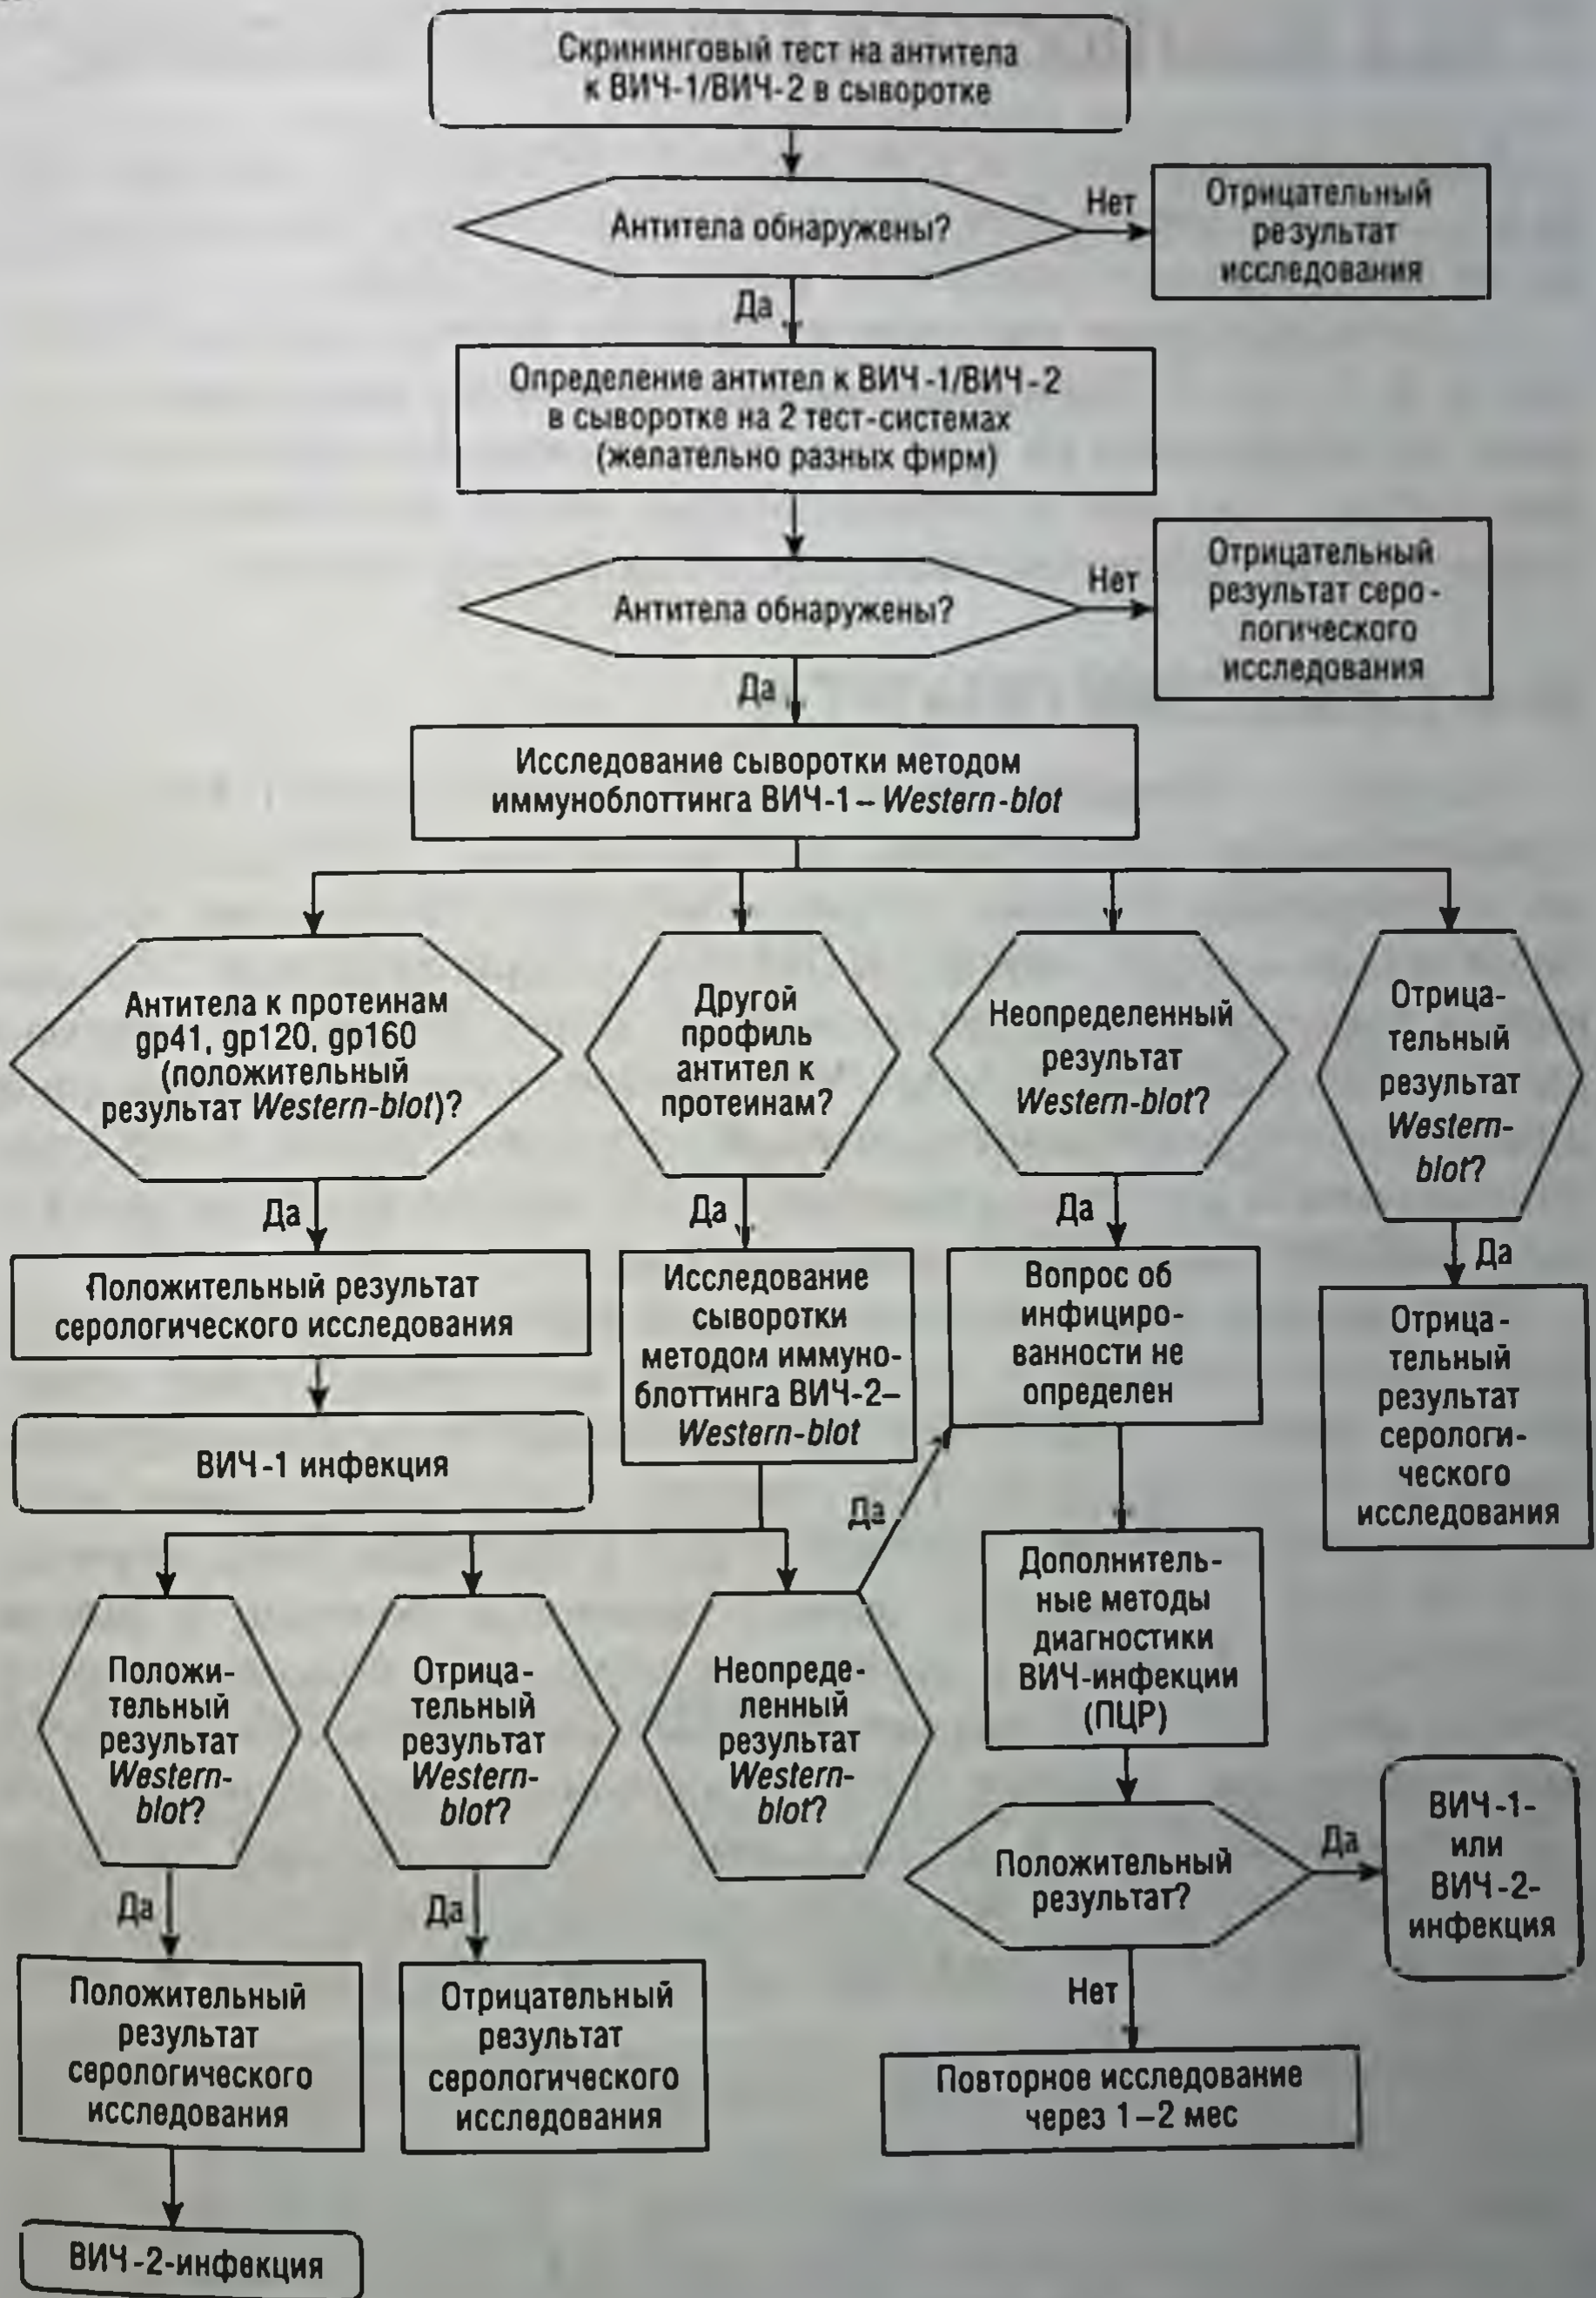 Скрининговый тест на антитела
к ВИЧ-1/ВИЧ-2 в сыворотке
Антитела обнаружены?
Нет
Отрицательный
результат
исследования
Да
Определение антител к ВИЧ-1/ВИЧ-2
в сыворотке на 2 тест-системах
(желательно разных фирм)
Антитела обнаружены?
Нет
Отрицательный
результат серо-
логического
исследования
Да
Исследование сыворотки методом
иммуноблоттинга ВИЧ-1 – Western-blot
Антитела к протеинам
gp41, gp120, gp160
(положительный
результат Western-blot)?
Другой
профиль
антител к
протеинам?
Неопределенный
результат
Western-blot?
Отрица-
тельный
результат
Western-
blot?
Да
Да
Да
Да
Положительный результат
серологического исследования
Исследование
сыворотки
методом иммуно-
блоттинга ВИЧ-2–
Western-blot
Вопрос об
инфициро-
ванности не
определен
Отрица-
тельный
результат
серологи-
ческого
исследования
ВИЧ-1 инфекция
Да
Положи-
тельный
результат
Western-
blot?
Отрица-
тельный
результат
Western-
blot?
Неопреде-
ленный
результат
Western-
blot?
Дополнитель-
ные методы
диагностики
ВИЧ-инфекции
(ПЦР)
Положительный
результат?
Да
ВИЧ-1-
или
ВИЧ-2-
инфекция
Да
Да
Нет
Положительный
результат
серологического
исследования
Отрицательный
результат
серологического
исследования
Повторное исследование
через 1–2 мес
ВИЧ-2-инфекция